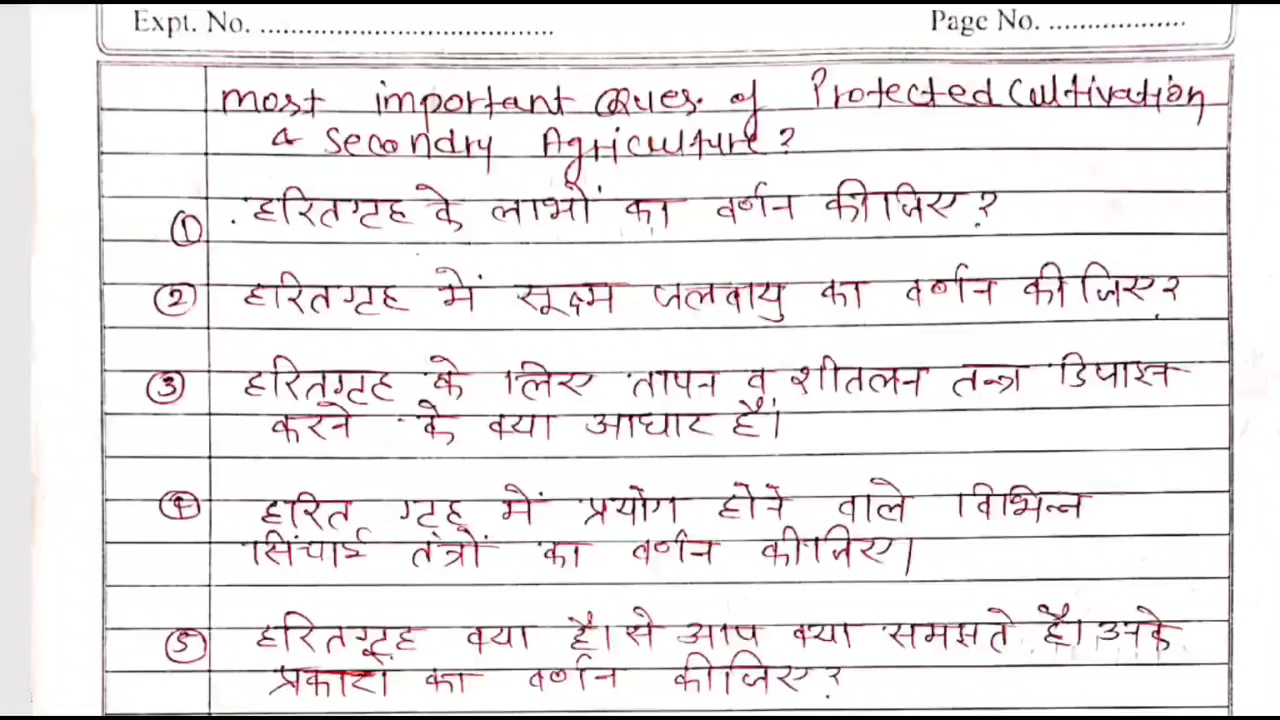 Expt. No. ........................................ Page No. ..................
most important Ques. of Protected Cultivation
& Secondry Agriculture?
① हरितगृह के लाभों का वर्णन कीजिए?
② हरितगृह में सूक्ष्म जलवायु का वर्णन कीजिए?
③ हरितगृह के लिए तापन व शीतलन तन्त्र डिपाइन
करने के क्या आधार हैं।
④ हरित गृह में प्रयोग होने वाले विभिन्न
सिंचाई तंत्रों का वर्णन कीजिए।
⑤ हरितगृह क्या है। से आप क्या समझते है। उनके
प्रकारों का वर्णन कीजिए?